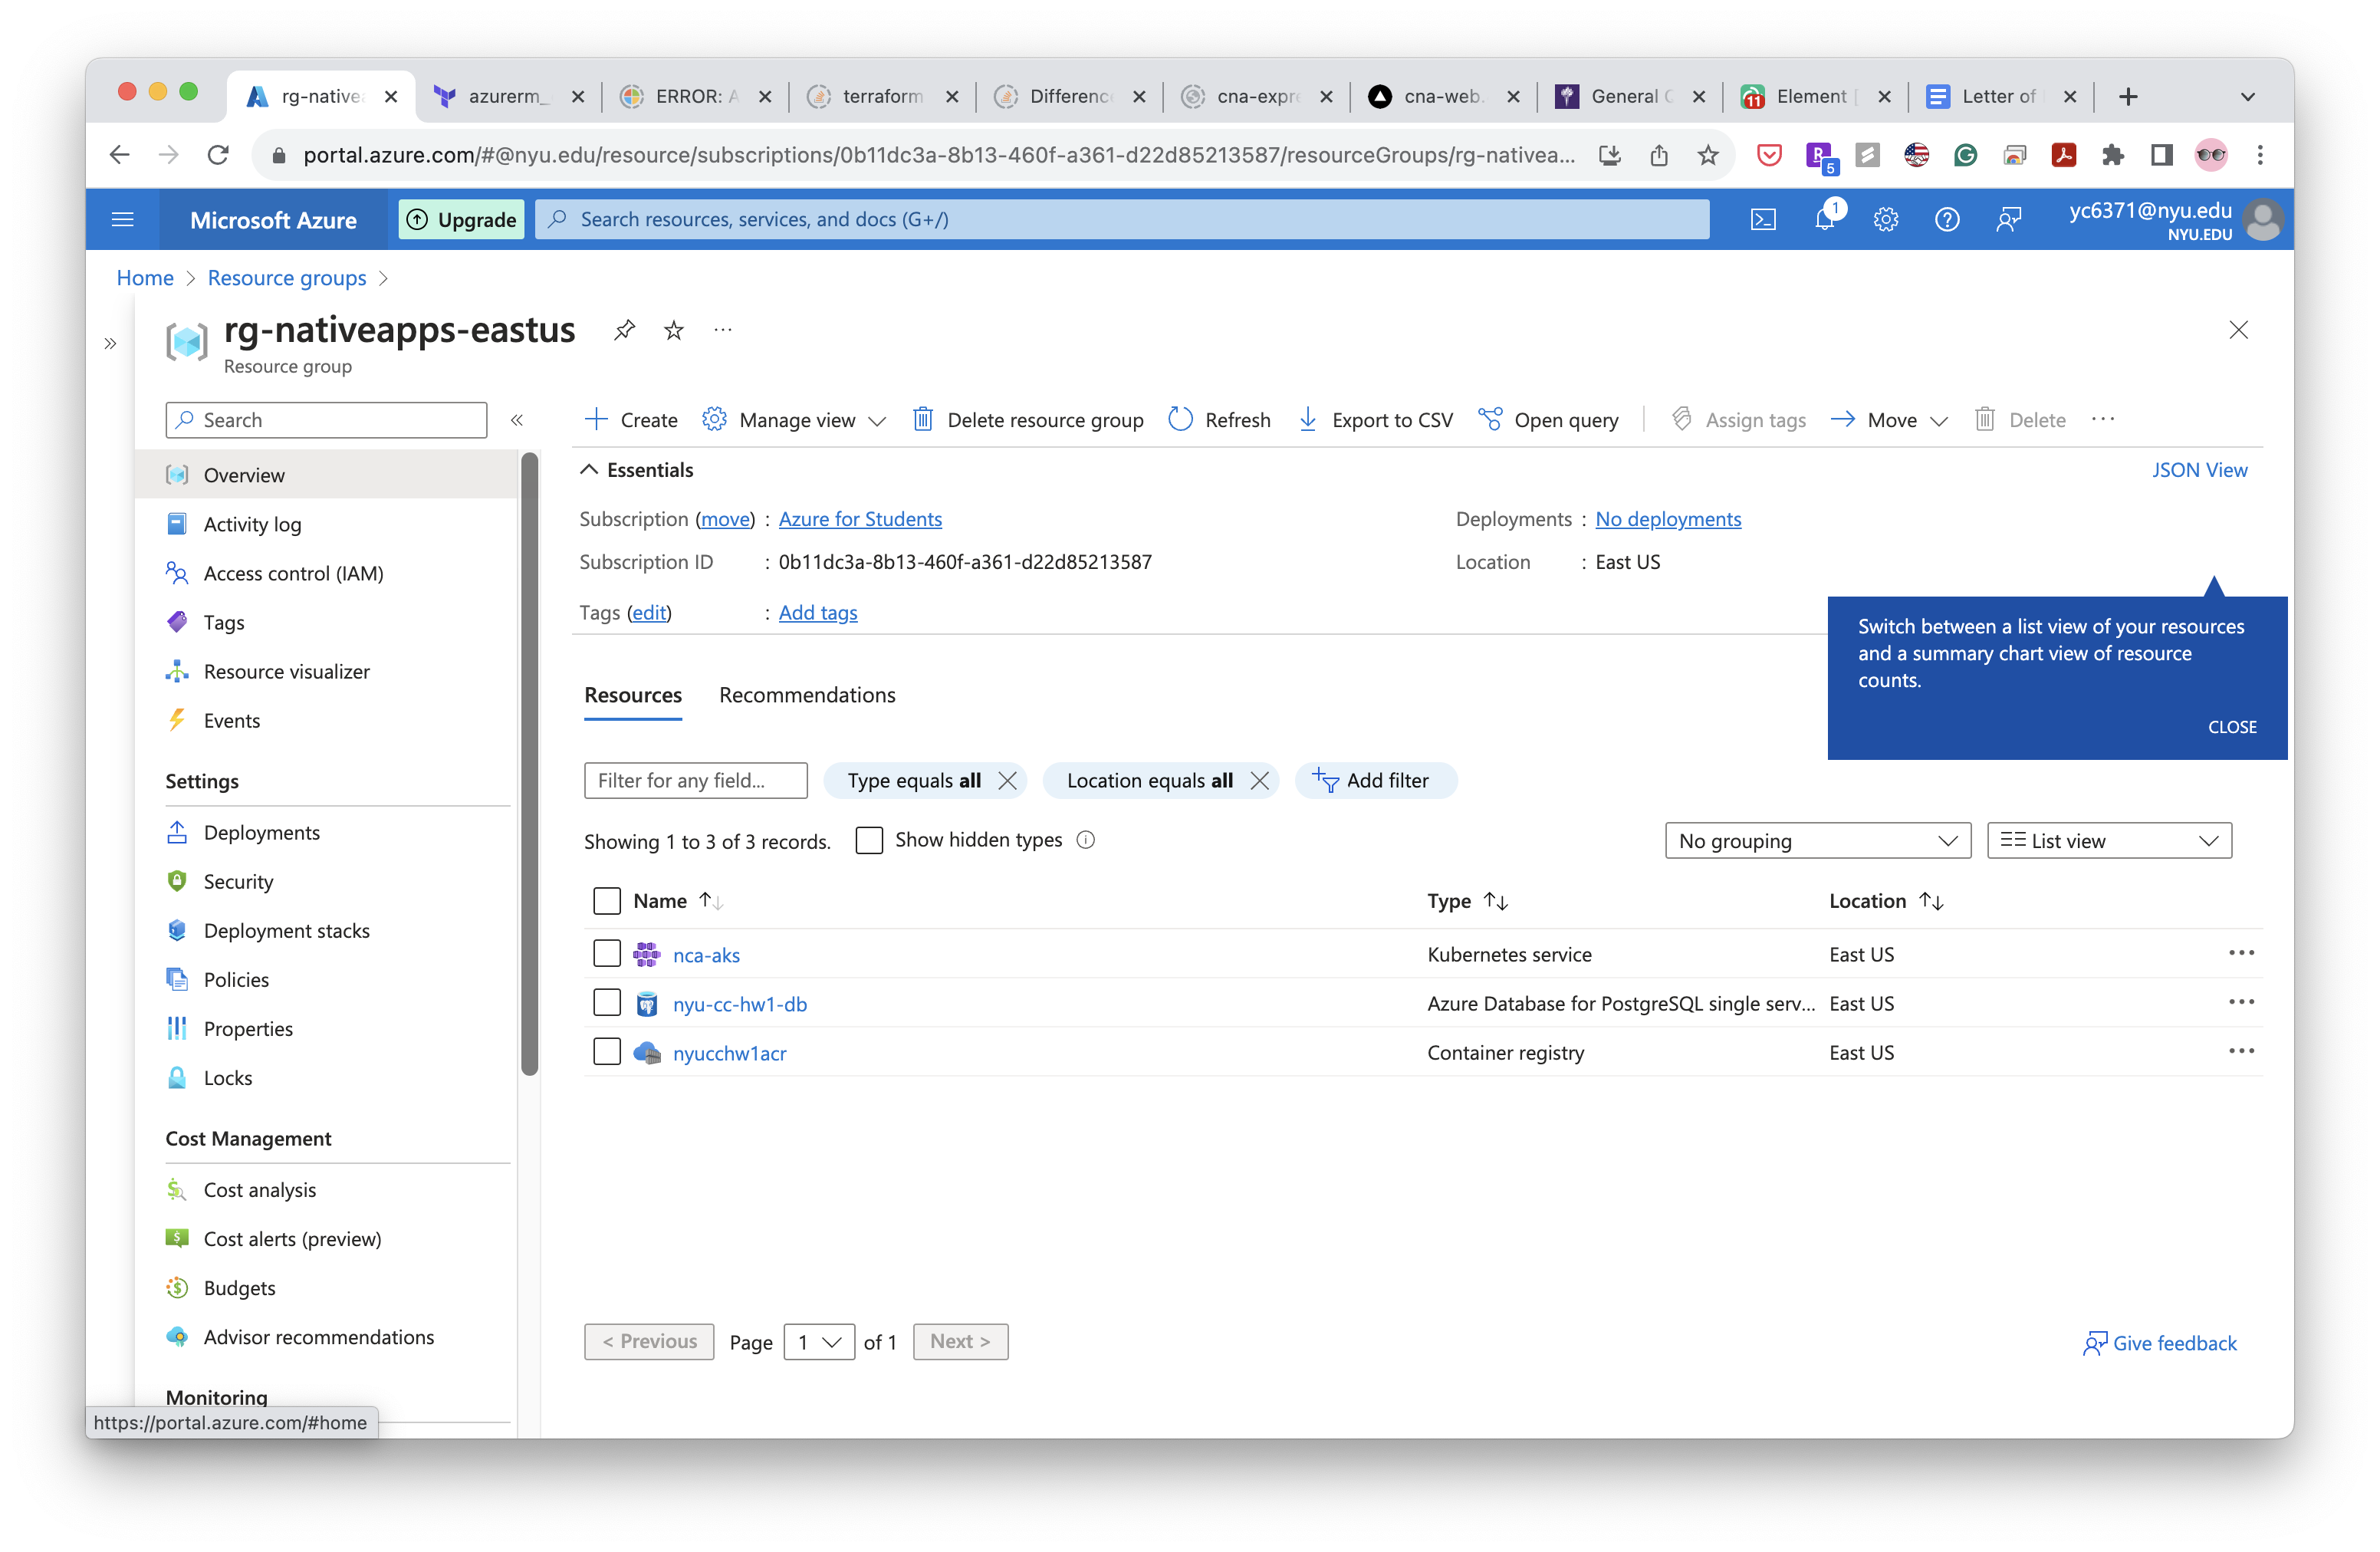 rg-native
azurerm_
ERROR: A
terraform
Difference
cna-expre
cna-web.
General C
11
Element [
Letter of
portal.azure.com/#@nyu.edu/resource/subscriptions/0b11dc3a-8b13-460f-a361-d22d85213587/resourceGroups/rg-nativea...
5
Microsoft Azure
Upgrade
Search resources, services, and docs (G+/)
1
yc6371@nyu.edu
NYU.EDU
Home > Resource groups >
rg-nativeapps-eastus
Resource group
Search
Create
Manage view
Delete resource group
Refresh
Export to CSV
Open query
Assign tags
Move
Delete
Overview
Activity log
Access control (IAM)
Tags
Resource visualizer
Events
Settings
Deployments
Security
Deployment stacks
Policies
Properties
Locks
Cost Management
Cost analysis
Cost alerts (preview)
Budgets
Advisor recommendations
Monitoring
https://portal.azure.com/#home
Essentials
JSON View
Subscription (move) : Azure for Students
Deployments : No deployments
Subscription ID : 0b11dc3a-8b13-460f-a361-d22d85213587
Location : East US
Tags (edit) : Add tags
Switch between a list view of your resources
and a summary chart view of resource
counts.
CLOSE
Resources Recommendations
Filter for any field...
Type equals all
Location equals all
Add filter
Showing 1 to 3 of 3 records.
Show hidden types
No grouping
List view
Name Type Location
nca-aks Kubernetes service East US
nyu-cc-hw1-db Azure Database for PostgreSQL single serv... East US
nyucchw1acr Container registry East US
< Previous Page 1 of 1 Next >
Give feedback